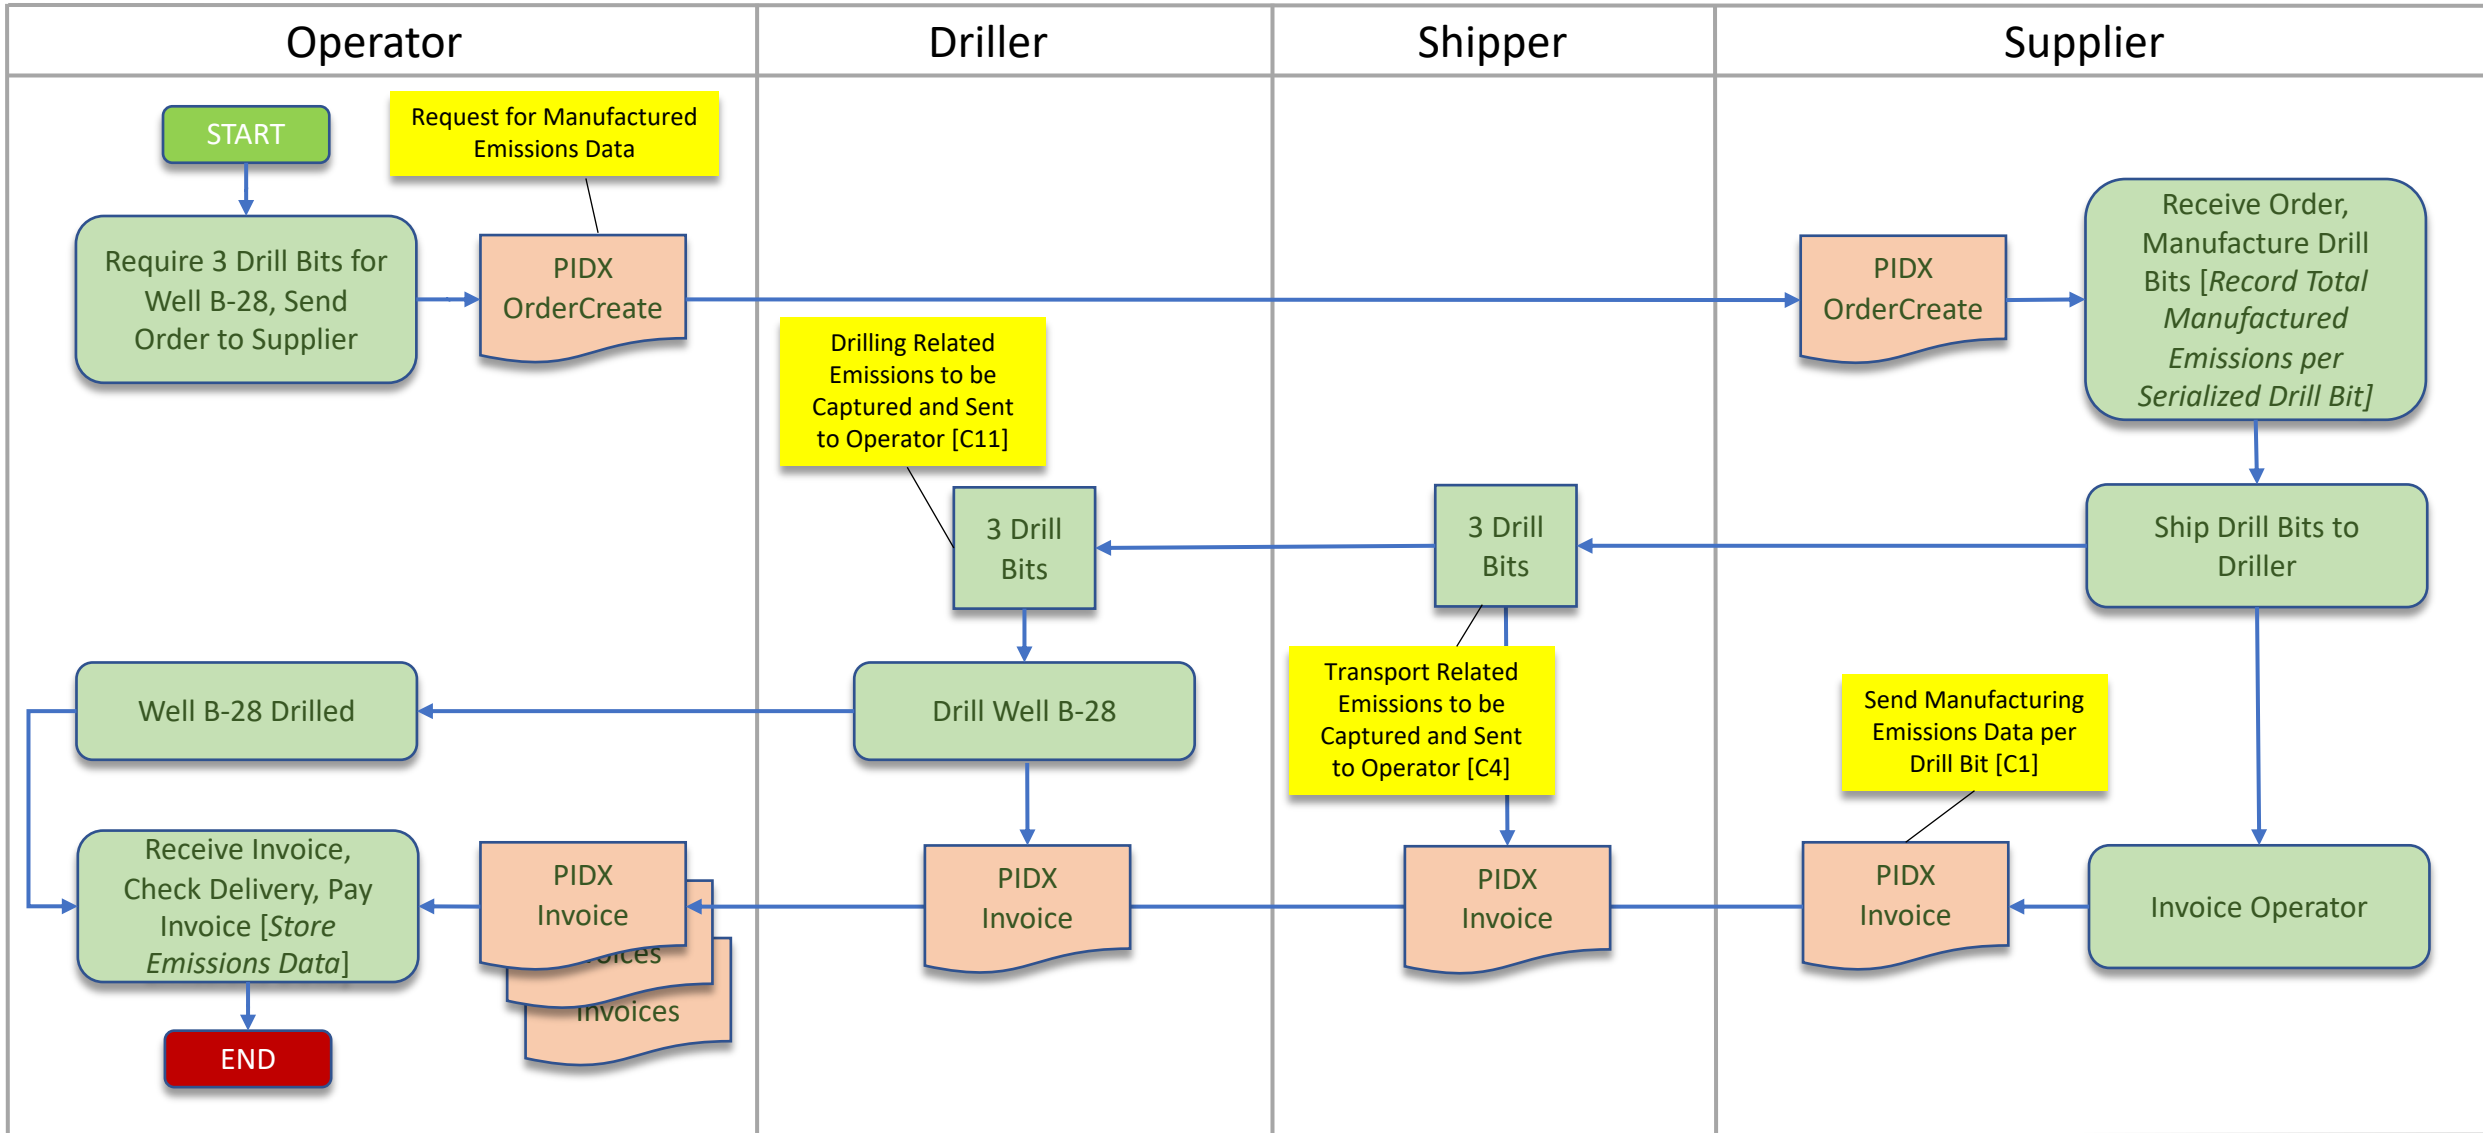 Operator
Driller
Shipper
Supplier
START
Request for Manufactured
Emissions Data
Require 3 Drill Bits for
Well B-28, Send
Order to Supplier
PIDX
OrderCreate
PIDX
OrderCreate
Receive Order,
Manufacture Drill
Bits [Record Total
Manufactured
Emissions per
Serialized Drill Bit]
Drilling Related
Emissions to be
Captured and Sent
to Operator [C11]
3 Drill
Bits
3 Drill
Bits
Ship Drill Bits to
Driller
Well B-28 Drilled
Drill Well B-28
Transport Related
Emissions to be
Captured and Sent
to Operator [C4]
Send Manufacturing
Emissions Data per
Drill Bit [C1]
Receive Invoice,
Check Delivery, Pay
Invoice [Store
Emissions Data]
PIDX
Invoice
Invoices
PIDX
Invoice
PIDX
Invoice
PIDX
Invoice
Invoice Operator
END